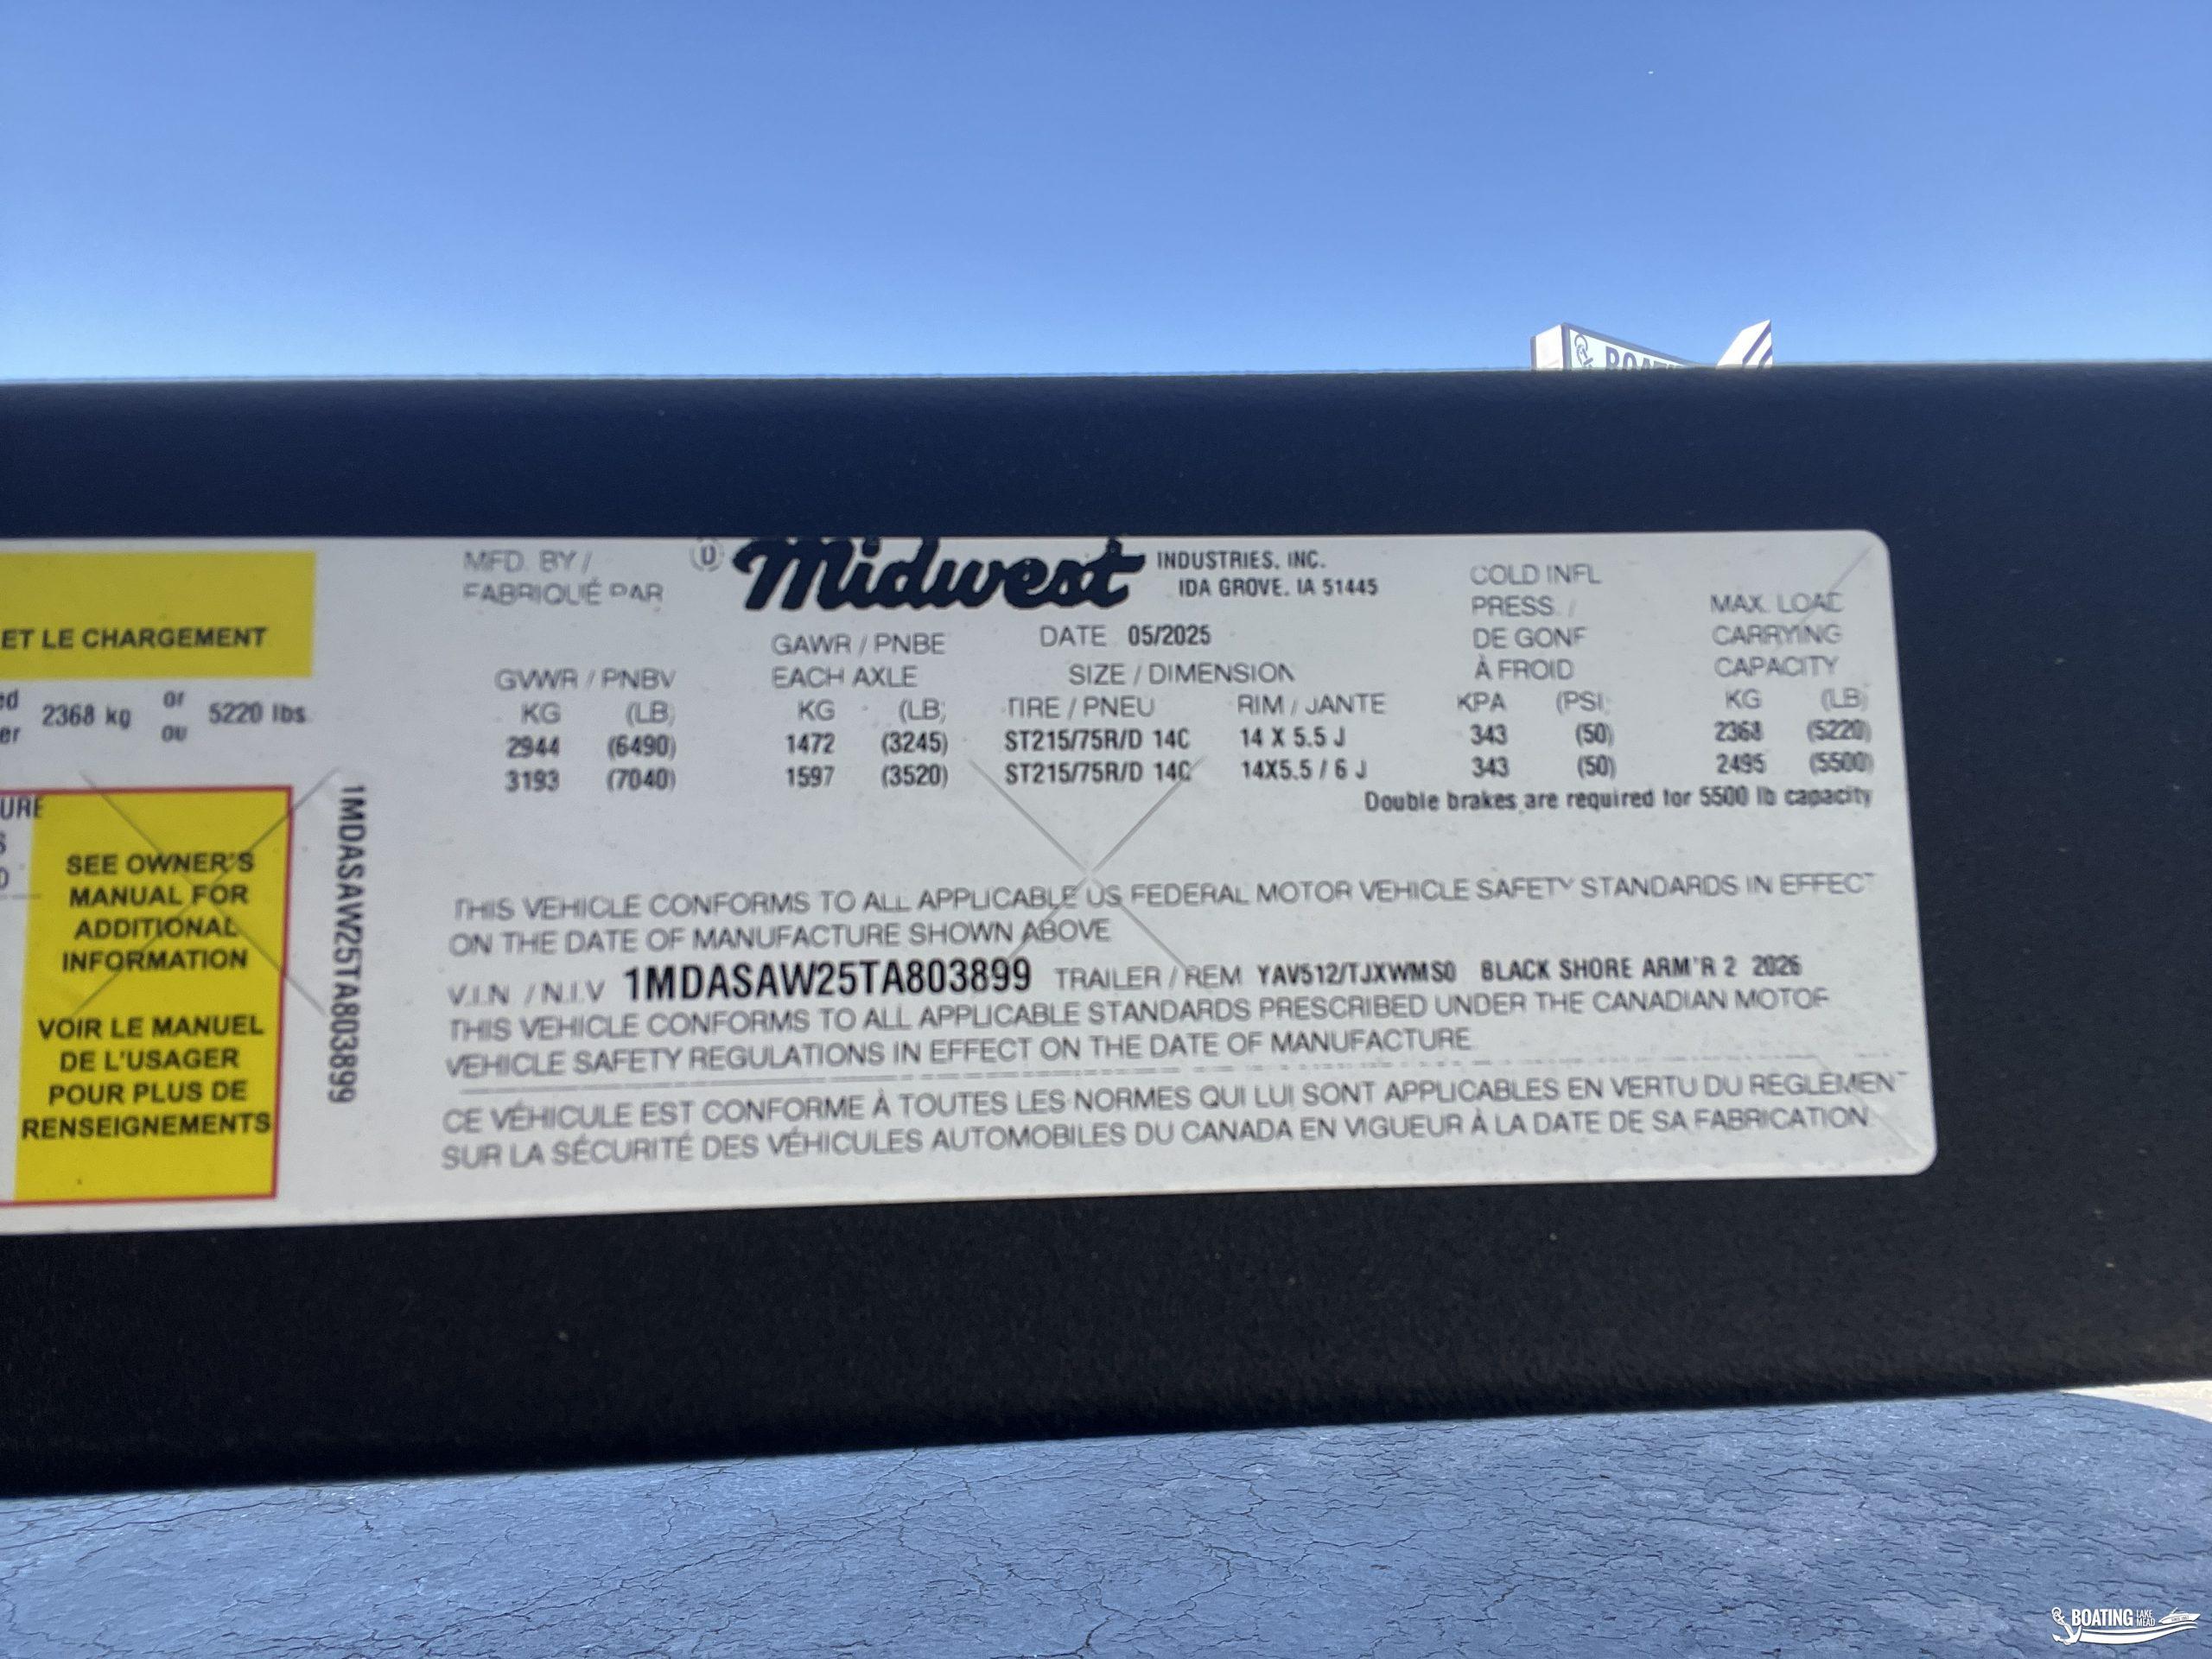 ET LE CHARGEMENT
2368 kg or ou 5220 lbs.
SEE OWNER'S
MANUAL FOR
ADDITIONAL
INFORMATION
VOIR LE MANUEL
DE L'USAGER
POUR PLUS DE
RENSEIGNEMENTS
1MDASAW25TA803899
MFD. BY / Midwest INDUSTRIES, INC.
FABRIQUÉ PAR IDA GROVE, IA 51445
DATE 05/2025
GVWR / PNBV
KG (LB)
2944 (6490)
3193 (7040)
GAWR / PNBE
EACH AXLE
KG (LB)
1472 (3245)
1597 (3520)
SIZE / DIMENSION
TIRE / PNEU RIM / JANTE
ST215/75R/D 14C 14 X 5.5 J
ST215/75R/D 14C 14X5.5 / 6 J
COLD INFL
PRESS. /
DE GONF
À FROID
KPA (PSI)
343 (50)
343 (50)
MAX. LOAD
CARRYING
CAPACITY
KG (LB)
2368 (5220)
2495 (5500)
Double brakes are required for 5500 lb capacity
THIS VEHICLE CONFORMS TO ALL APPLICABLE US FEDERAL MOTOR VEHICLE SAFETY STANDARDS IN EFFECT
ON THE DATE OF MANUFACTURE SHOWN ABOVE
V.I.N / N.I.V 1MDASAW25TA803899 TRAILER / REM YAV512/TJXWMS0 BLACK SHORE ARM'R 2 2026
THIS VEHICLE CONFORMS TO ALL APPLICABLE STANDARDS PRESCRIBED UNDER THE CANADIAN MOTOR
VEHICLE SAFETY REGULATIONS IN EFFECT ON THE DATE OF MANUFACTURE
CE VÉHICULE EST CONFORME À TOUTES LES NORMES QUI LUI SONT APPLICABLES EN VERTU DU REGLEMENT
SUR LA SÉCURITÉ DES VÉHICULES AUTOMOBILES DU CANADA EN VIGUEUR À LA DATE DE SA FABRICATION
BOATING LAKE MEAD